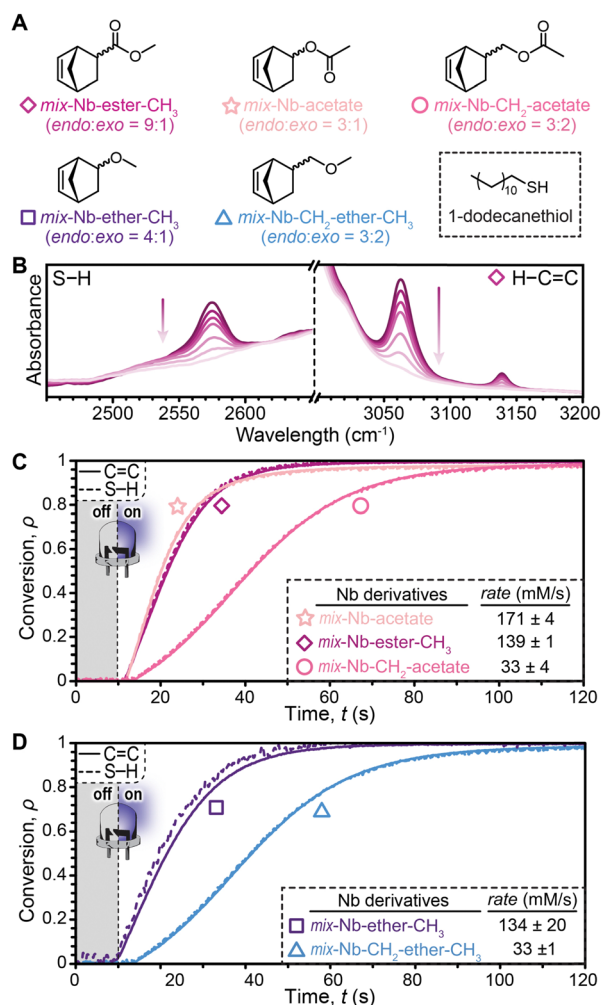 A
O
O
mix-Nb-ester-CH₃
(endo:exo = 9:1)
O
O
mix-Nb-acetate
(endo:exo = 3:1)
O
O
mix-Nb-CH₂-acetate
(endo:exo = 3:2)
O
mix-Nb-ether-CH₃
(endo:exo = 4:1)
O
mix-Nb-CH₂-ether-CH₃
(endo:exo = 3:2)
10
SH
1-dodecanethiol
B
S–H
H–C=C
Absorbance
2500 2550 2600 3050 3100 3150 3200
Wavelength (cm⁻¹)
C
C=C
S–H
off on
Conversion, ρ
1
0.8
0.6
0.4
0.2
0
0 20 40 60 80 100 120
Time, t (s)
Nb derivatives rate (mM/s)
mix-Nb-acetate 171 ± 4
mix-Nb-ester-CH₃ 139 ± 1
mix-Nb-CH₂-acetate 33 ± 4
D
C=C
S–H
off on
Conversion, ρ
1
0.8
0.6
0.4
0.2
0
0 20 40 60 80 100 120
Time, t (s)
Nb derivatives rate (mM/s)
mix-Nb-ether-CH₃ 134 ± 20
mix-Nb-CH₂-ether-CH₃ 33 ±1